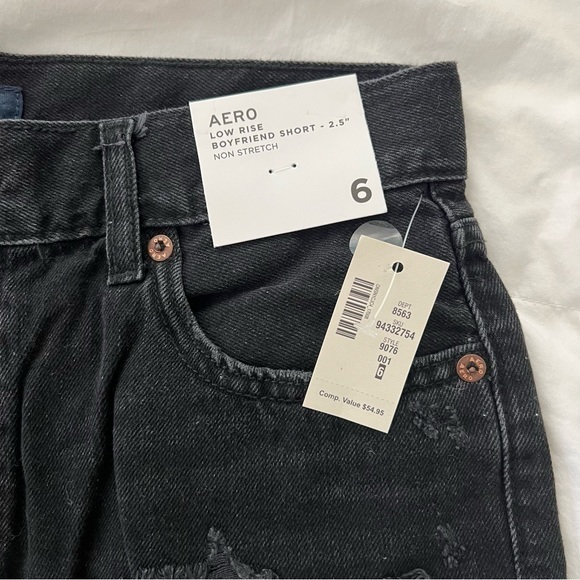 AERO
LOW RISE
BOYFRIEND SHORT - 2.5"
NON STRETCH
6
DEPT
8563
SKU
94332754
STYLE
9076
001
6
Comp. Value $54.95